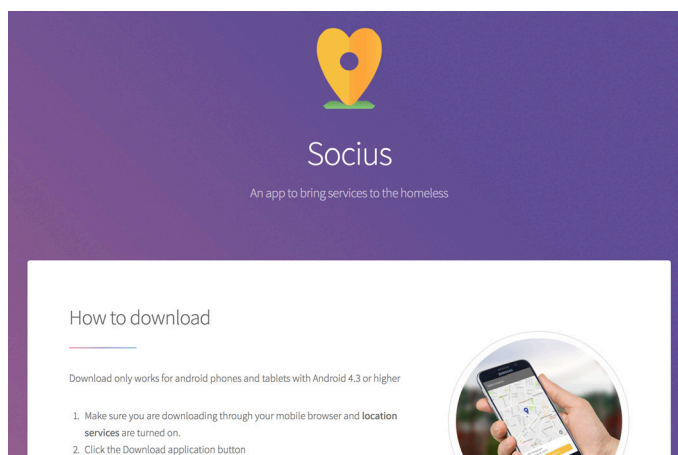 Socius
An app to bring services to the homeless
How to download
Download only works for android phones and tablets with Android 4.3 or higher
1. Make sure you are downloading through your mobile browser and location
services are turned on.
2. Click the Download application button